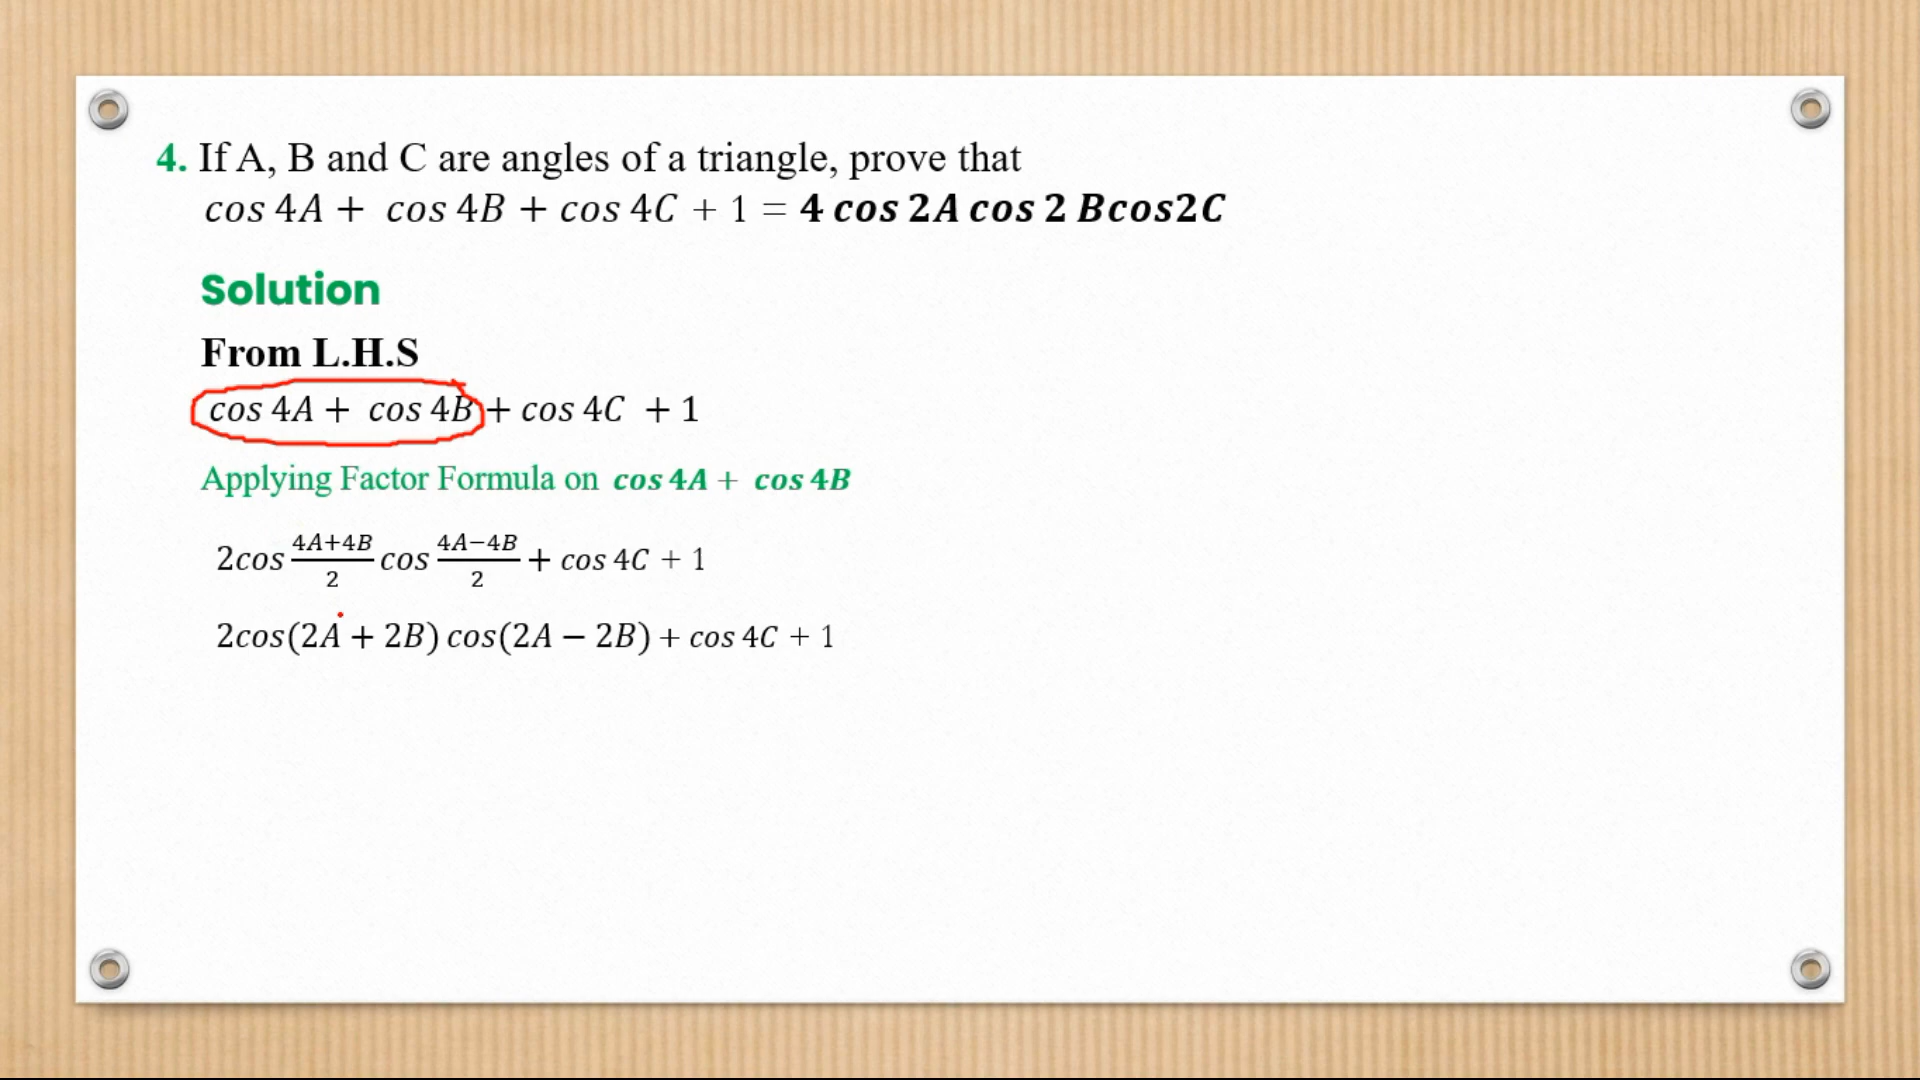 4. If A, B and C are angles of a triangle, prove that
cos 4A + cos 4B + cos 4C + 1 = 4 cos 2A cos 2 Bcos2C
Solution
From L.H.S
cos 4A + cos 4B + cos 4C + 1
Applying Factor Formula on cos 4A + cos 4B
2cos (4A+4B)/2 cos (4A−4B)/2 + cos 4C + 1
2cos(2A + 2B) cos(2A − 2B) + cos 4C + 1